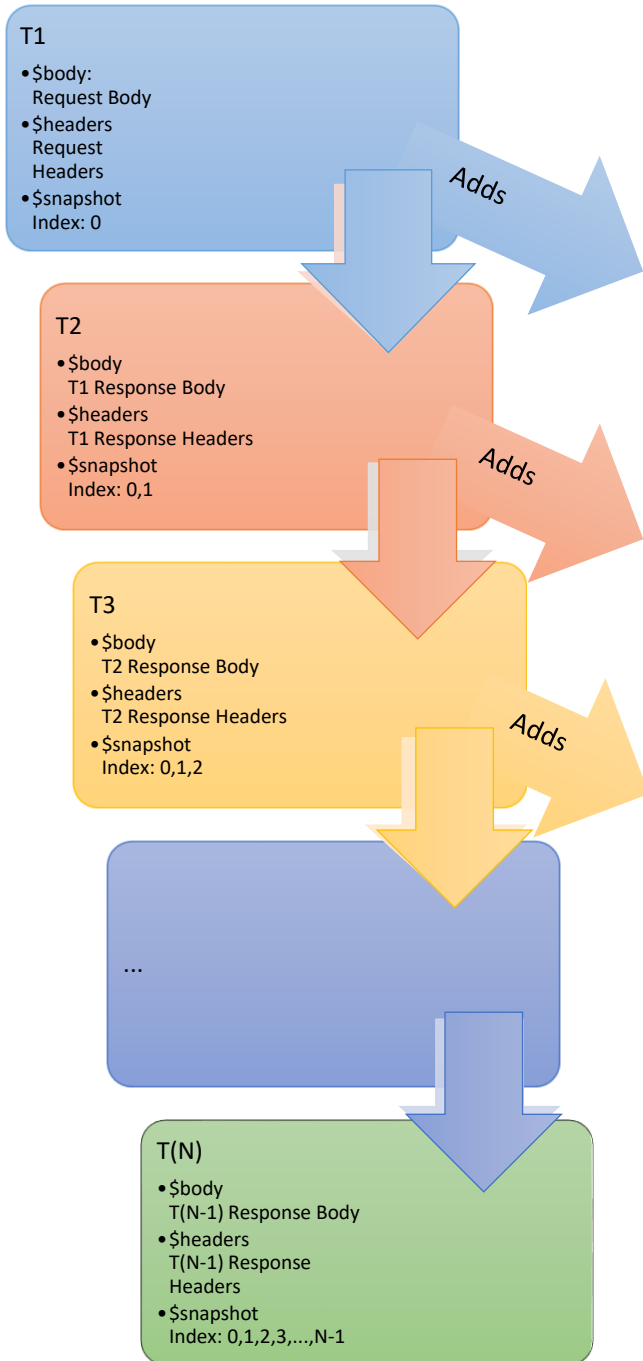 T1
•$body:
Request Body
•$headers
Request
Headers
•$snapshot
Index: 0
Adds
T2
•$body
T1 Response Body
•$headers
T1 Response Headers
•$snapshot
Index: 0,1
Adds
T3
•$body
T2 Response Body
•$headers
T2 Response Headers
•$snapshot
Index: 0,1,2
Adds
...
T(N)
•$body
T(N-1) Response Body
•$headers
T(N-1) Response
Headers
•$snapshot
Index: 0,1,2,3,...,N-1